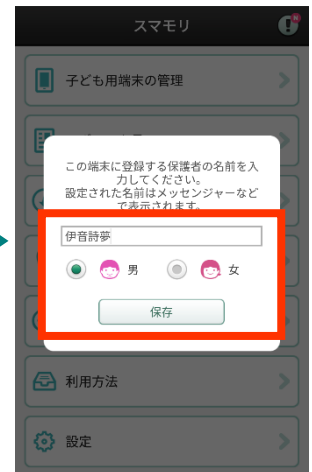 スマモリ
N
子ども用端末の管理
この端末に登録する保護者の名前を入
力してください。
設定された名前はメッセンジャーなど
で表示されます。
伊音詩夢
男
女
保存
利用方法
設定